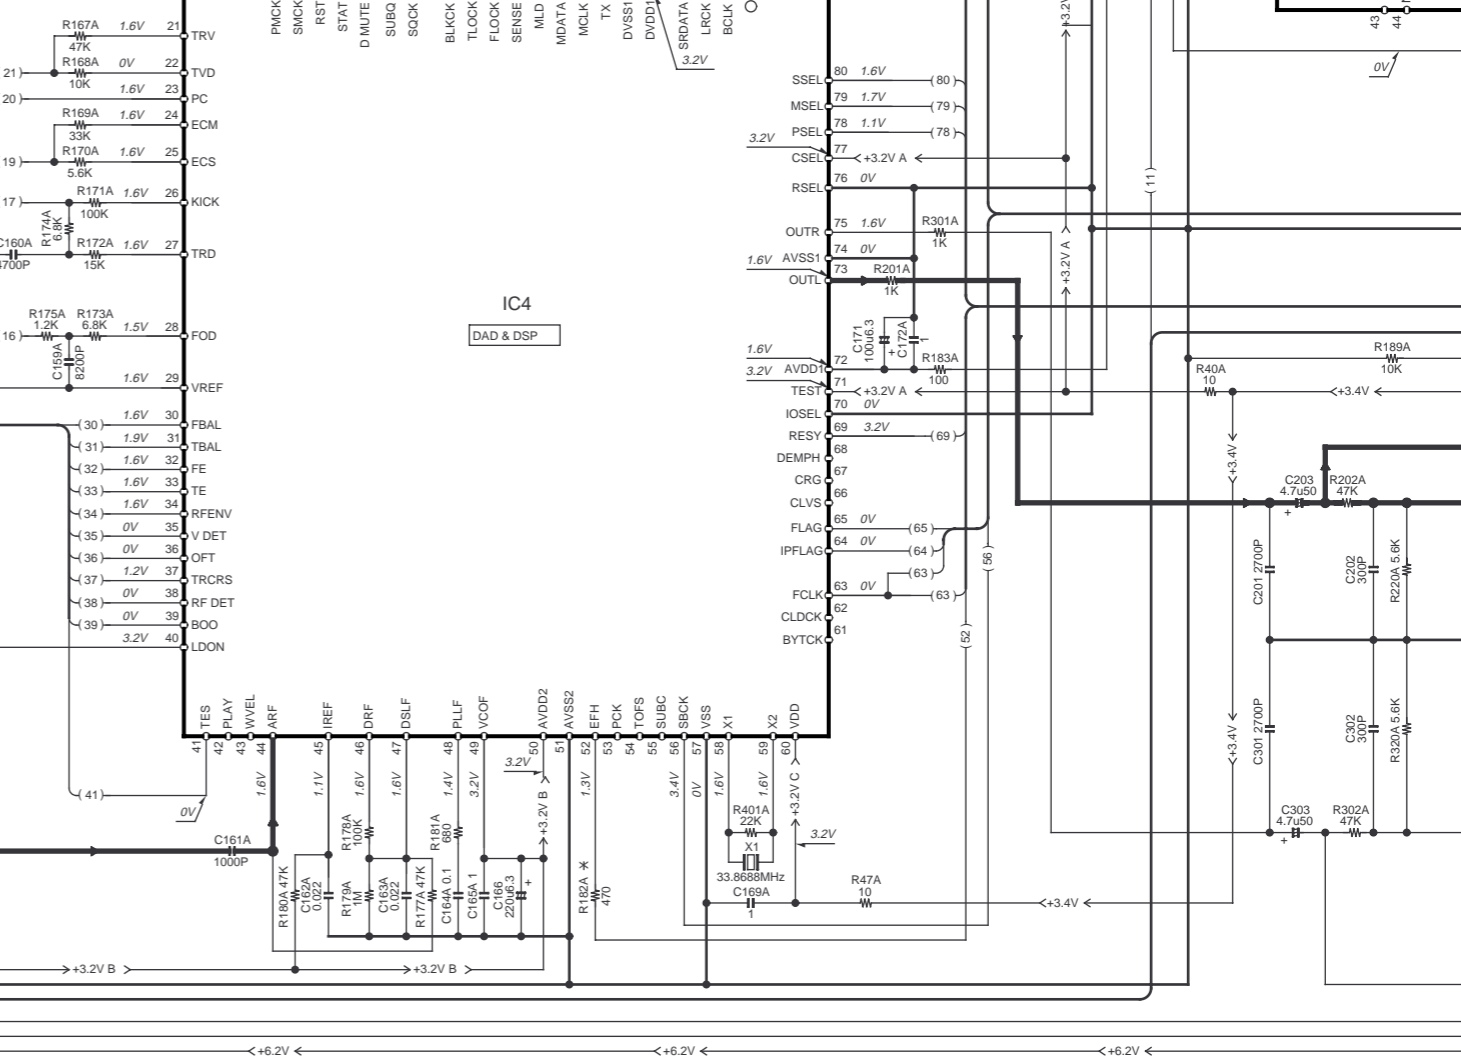 PMCK
SMCK
RST
STAT
D MUTE
SUBQ
SQCK
BLKCK
TLOCK
FLOCK
SENSE
MLD
MDATA
MCLK
TX
DVSS1
DVDD1
SRDATA
LRCK
BCLK
3.2V
+3.2V
43
44
0V
R167A
47K
1.6V
21
TRV
21)
R168A
10K
0V
22
TVD
20)
1.6V
23
PC
R169A
33K
1.6V
24
ECM
19)
R170A
5.6K
1.6V
25
ECS
17)
R171A
100K
1.6V
26
KICK
R174A
6.8K
C160A
4700P
R172A
15K
1.6V
27
TRD
16)
R175A
1.2K
R173A
6.8K
1.5V
28
FOD
C159A
8200P
1.6V
29
VREF
(30)
1.6V
30
FBAL
(31)
1.9V
31
TBAL
(32)
1.6V
32
FE
(33)
1.6V
33
TE
(34)
1.6V
34
RFENV
(35)
0V
35
V DET
(36)
0V
36
OFT
(37)
1.2V
37
TRCRS
(38)
0V
38
RF DET
(39)
0V
39
BOO
3.2V
40
LDON
IC4
DAD & DSP
SSEL
80
1.6V
(80)
MSEL
79
1.7V
(79)
PSEL
78
1.1V
(78)
3.2V
CSEL
77
+3.2V A
RSEL
76
0V
OUTR
75
1.6V
R301A
1K
AVSS1
74
0V
1.6V
OUTL
73
R201A
1K
C171
100u6.3
+
C172A
1
1.6V
AVDD1
72
R183A
100
3.2V
TEST
71
+3.2V A
IOSEL
70
0V
RESY
69
3.2V
(69)
DEMPH
68
CRG
67
CLVS
66
FLAG
65
0V
(65)
IPFLAG
64
0V
(64)
(63)
FCLK
63
0V
(63)
CLDCK
62
BYTCK
61
+3.2V A
(11)
(56)
(52)
R189A
10K
R40A
10
+3.4V
+3.4V
+3.4V
C203
4.7u50
+
R202A
47K
C201 2700P
C202
300P
R220A 5.6K
C301 2700P
C302
300P
R320A 5.6K
C303
4.7u50
+
R302A
47K
TES
PLAY
WVEL
ARF
IREF
DRF
DSLF
PLLF
VCOF
AVDD2
AVSS2
EFH
PCK
TOFS
SUBC
SBCK
VSS
X1
X2
VDD
41
42
43
44
45
46
47
48
49
50
51
52
53
54
55
56
57
58
59
60
(41)
0V
1.6V
1.1V
1.6V
1.6V
1.4V
3.2V
3.2V
1.3V
3.4V
0V
1.6V
1.6V
C161A
1000P
R180A 47K
C162A
0.022
R178A
100K
R179A
1M
C163A
0.022
R177A 47K
R181A
680
C164A 0.1
C165A 1
C166
220u6.3
+
+3.2V B
R182A *
470
R401A
22K
X1
33.8688MHz
C169A
1
+3.2V C
3.2V
R47A
10
+3.4V
+3.2V B
+3.2V B
+6.2V
+6.2V
+6.2V